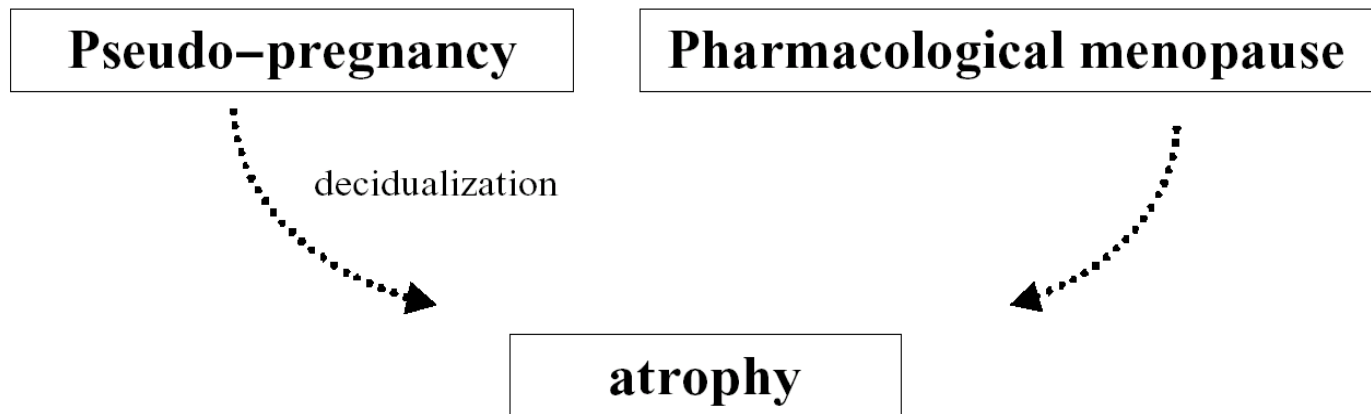 Pseudo-pregnancy
Pharmacological menopause
decidualization
atrophy